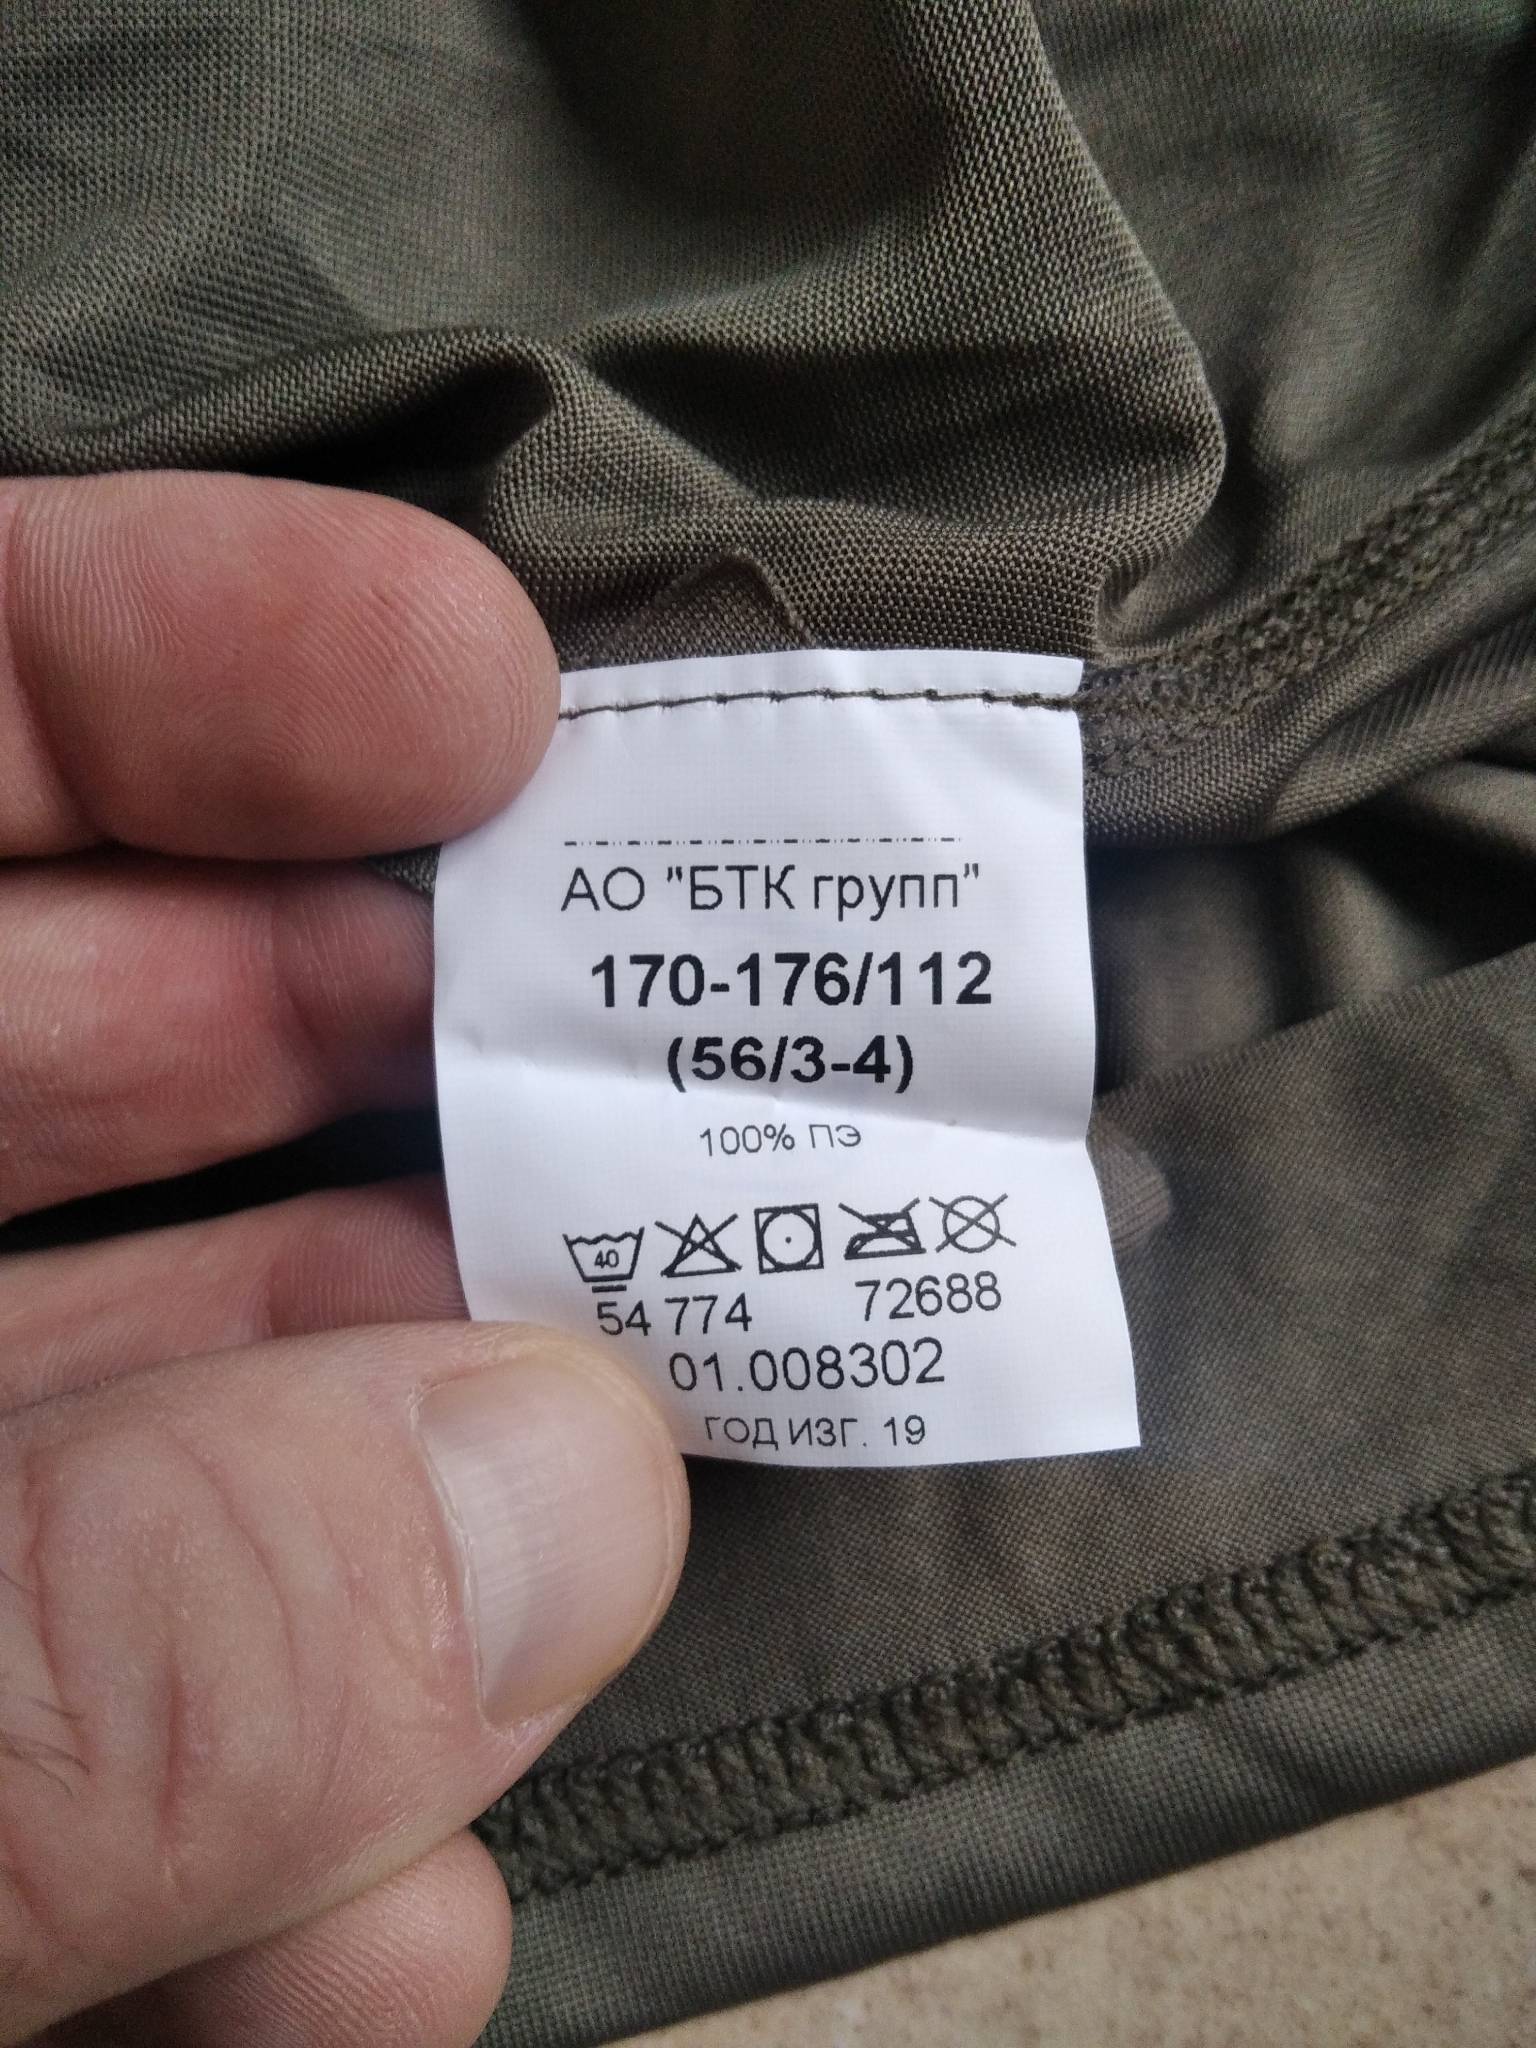 АО "БТК групп"
170-176/112
(56/3-4)
100% ПЭ
40
54 774 72688
01.008302
ГОД ИЗГ. 19